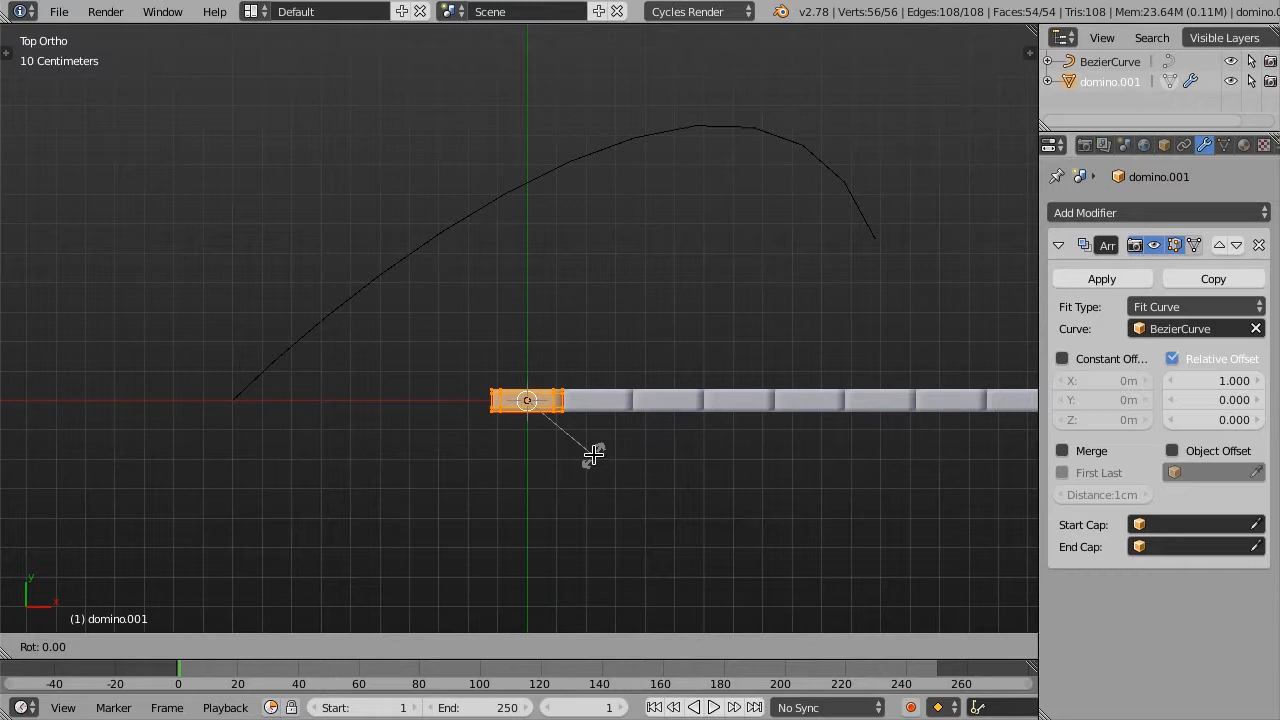 File Render Window Help Default Scene Cycles Render v2.78 | Verts:56/56 | Edges:108/108 | Faces:54/54 | Tris:108 | Mem:23.64M (0.11M) | domino.0
Top Ortho
10 Centimeters
View Search Visible Layers
BezierCurve
domino.001
domino.001
Add Modifier
Arr
Apply Copy
Fit Type: Fit Curve
Curve: BezierCurve
Constant Off... Relative Offset
X: 0m 1.000
Y: 0m 0.000
Z: 0m 0.000
Merge Object Offset
First Last
Distance:1cm
Start Cap:
End Cap:
y
x
(1) domino.001
Rot: 0.00
-40 -20 0 20 40 60 80 100 120 140 160 180 200 220 240 260
View Marker Frame Playback Start: 1 End: 250 1 No Sync